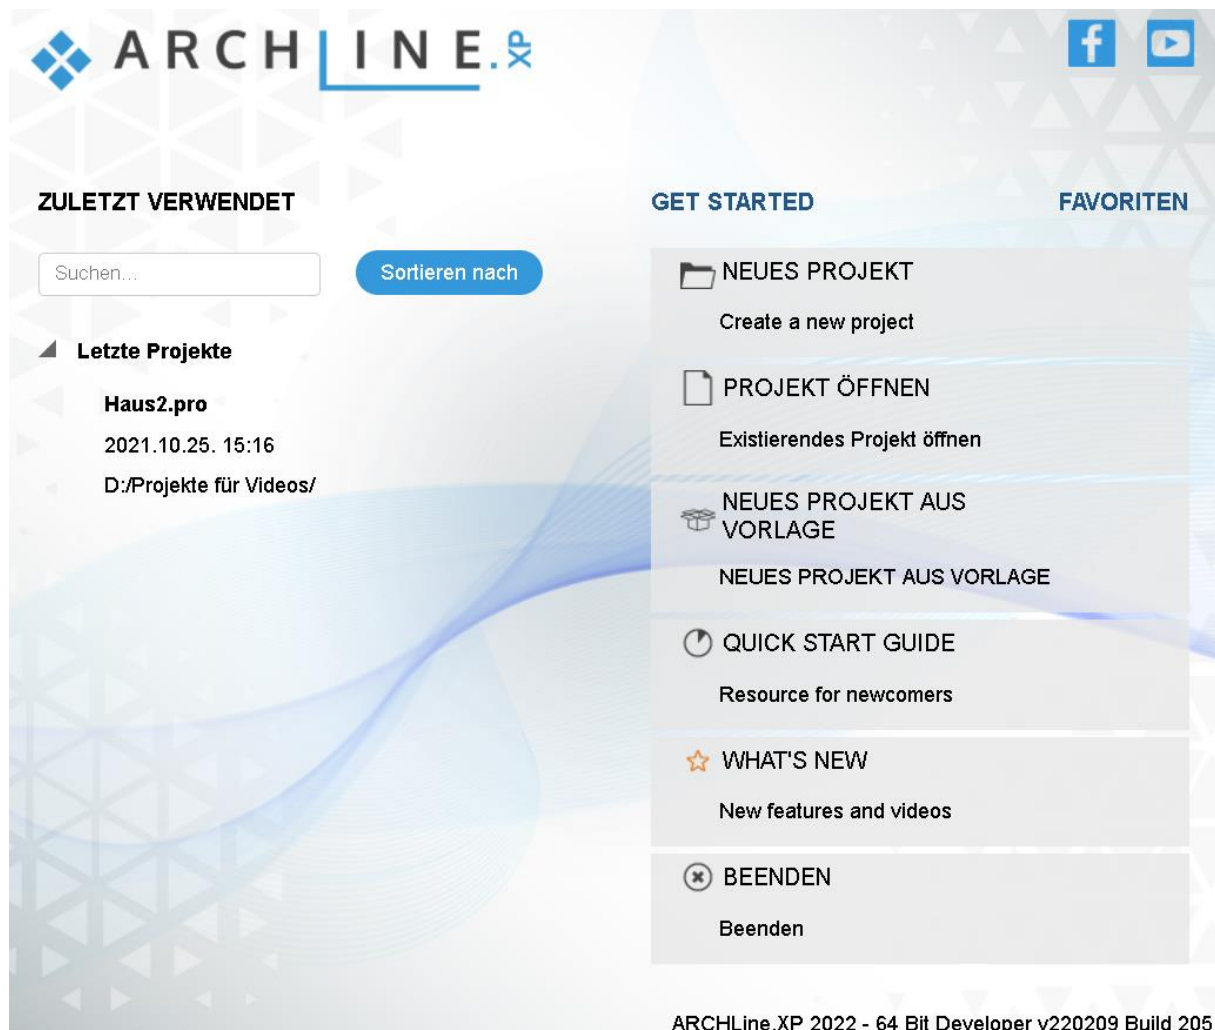 ARCHLINE.XP
ZULETZT VERWENDET
Suchen...
Sortieren nach
Letzte Projekte
Haus2.pro
2021.10.25. 15:16
D:/Projekte für Videos/
GET STARTED
FAVORITEN
NEUES PROJEKT
Create a new project
PROJEKT ÖFFNEN
Existierendes Projekt öffnen
NEUES PROJEKT AUS
VORLAGE
NEUES PROJEKT AUS VORLAGE
QUICK START GUIDE
Resource for newcomers
WHAT'S NEW
New features and videos
BEENDEN
Beenden
ARCHLine.XP 2022 - 64 Bit Developer v220209 Build 205